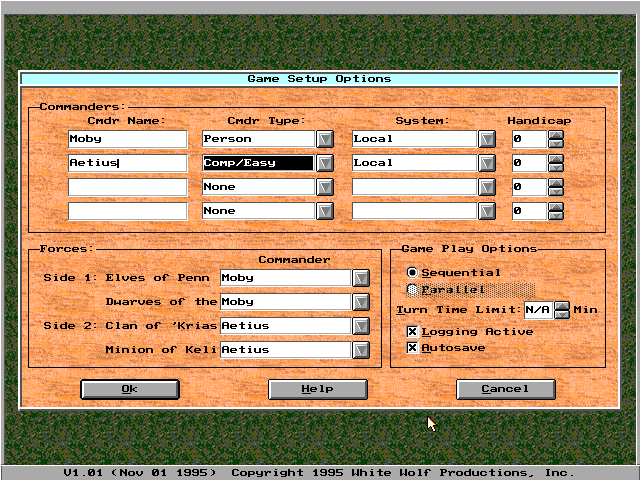 Game Setup Options
Commanders:
Cmdr Name: Cmdr Type: System: Handicap
Moby Person Local 0
Aetius Comp/Easy Local 0
None 0
None 0
Forces:
Commander
Side 1: Elves of Penn Moby
Dwarves of the Moby
Side 2: Clan of 'Krias Aetius
Minion of Keli Aetius
Game Play Options
Sequential
Parallel
Turn Time Limit: N/A Min
Logging Active
Autosave
Ok Help Cancel
V1.01 (Nov 01 1995) Copyright 1995 White Wolf Productions, Inc.